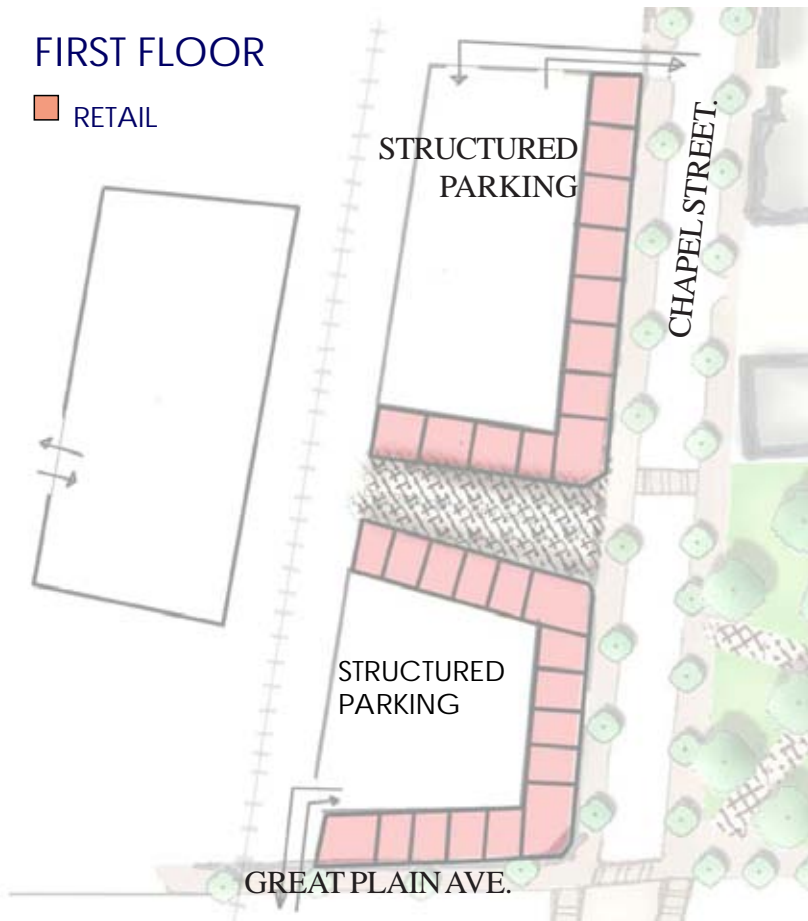 FIRST FLOOR
RETAIL
STRUCTURED
PARKING
CHAPEL STREET.
STRUCTURED
PARKING
GREAT PLAIN AVE.